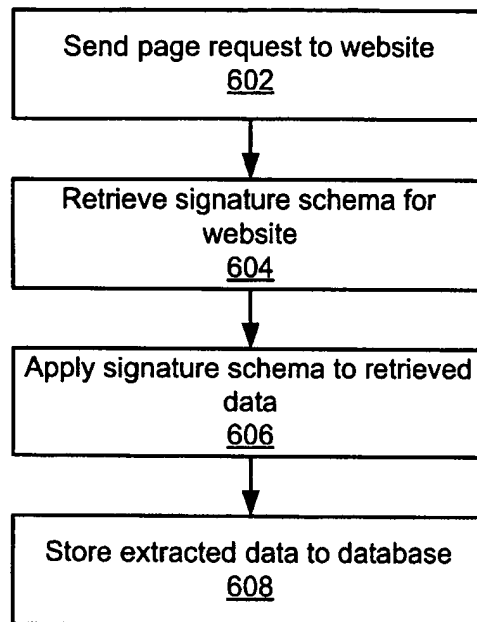 Send page request to website
602
Retrieve signature schema for
website
604
Apply signature schema to retrieved
data
606
Store extracted data to database
608